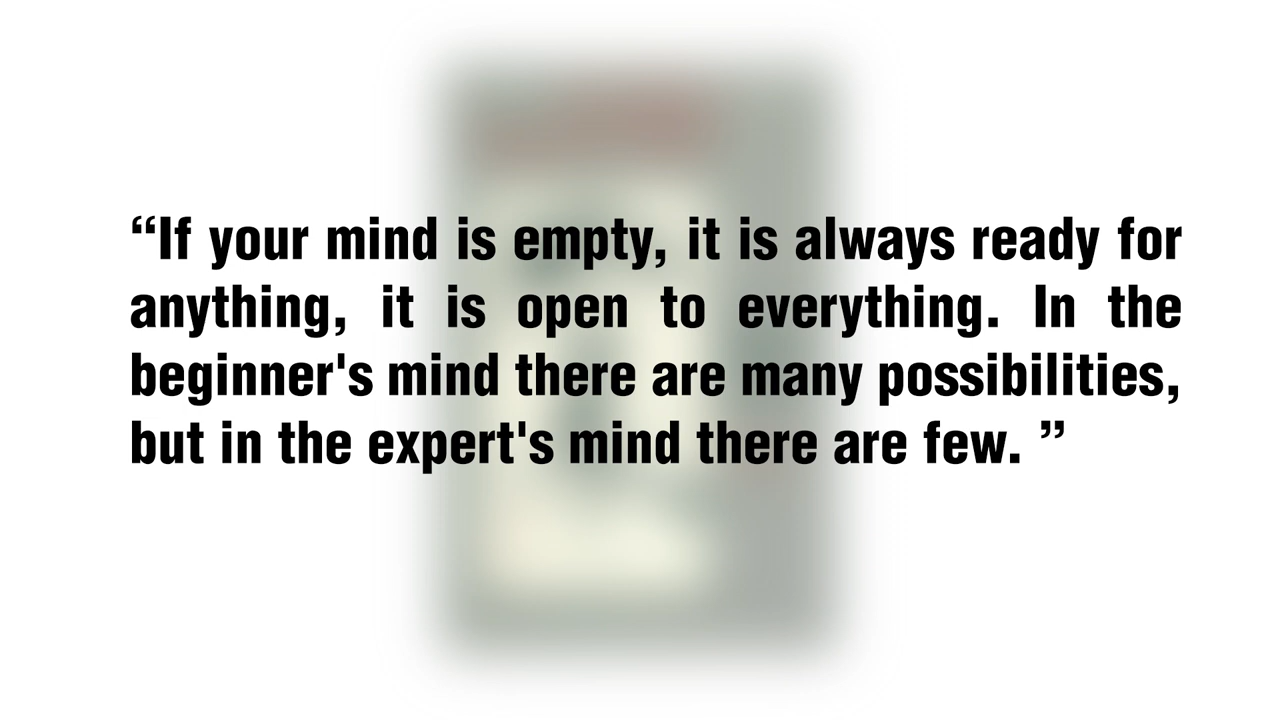 “If your mind is empty, it is always ready for
anything, it is open to everything. In the
beginner's mind there are many possibilities,
but in the expert's mind there are few. ”